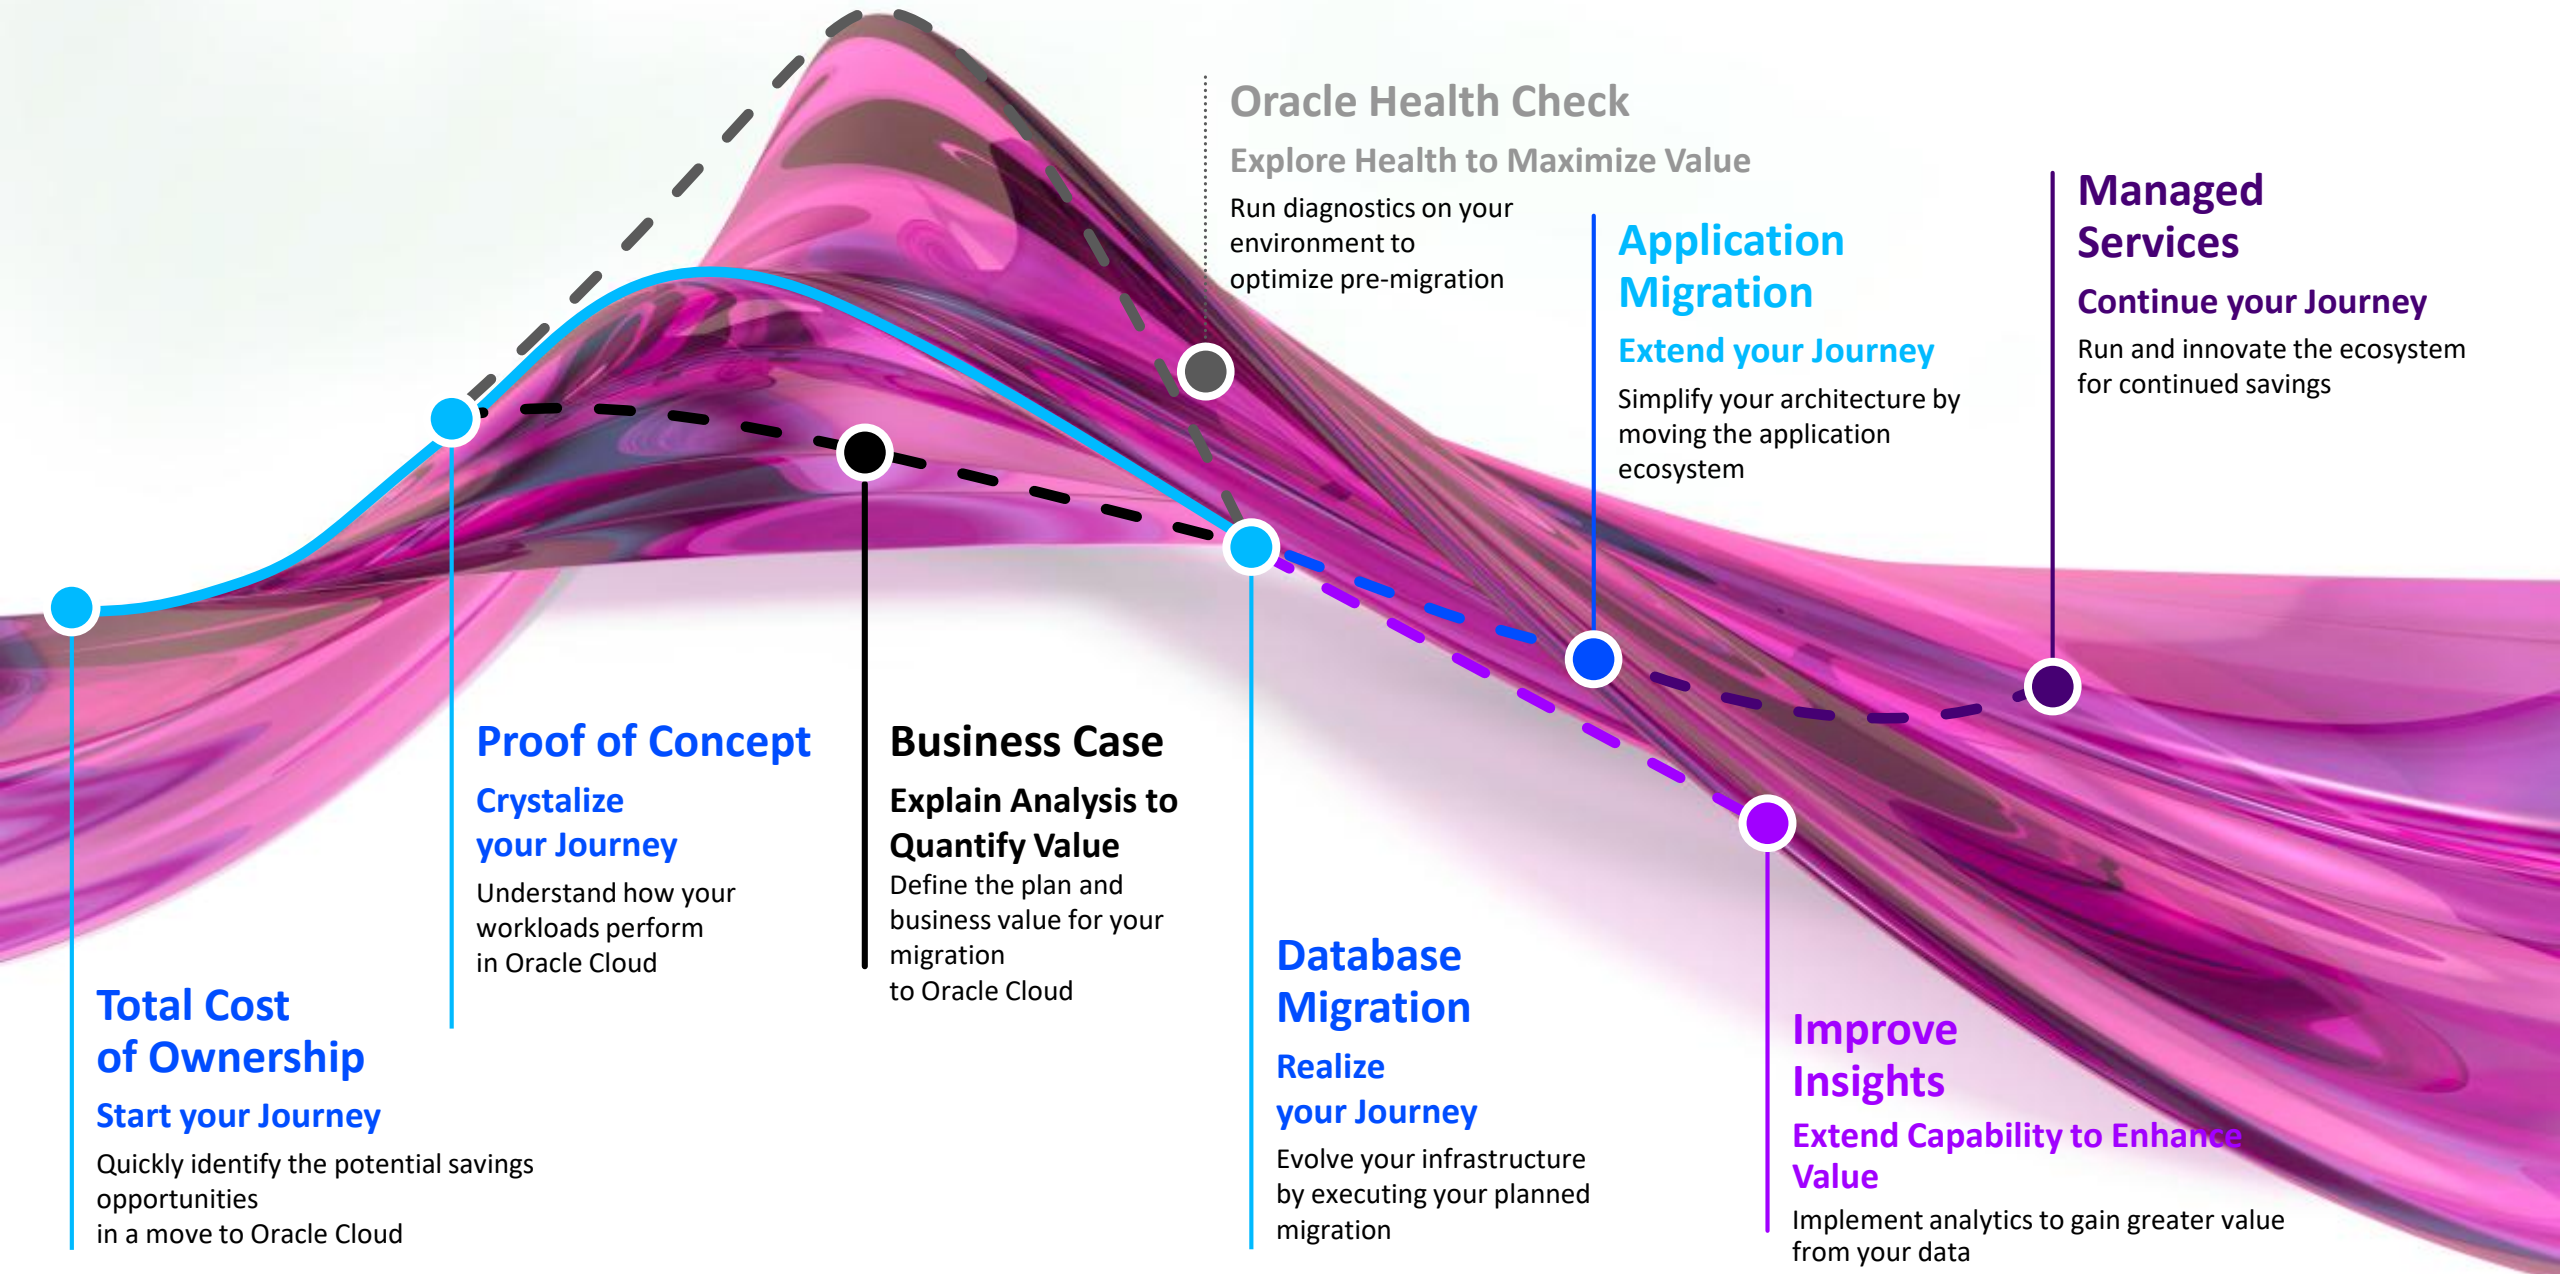 Oracle Health Check
Explore Health to Maximize Value
Run diagnostics on your
environment to
optimize pre-migration
Application
Migration
Extend your Journey
Simplify your architecture by
moving the application
ecosystem
Managed
Services
Continue your Journey
Run and innovate the ecosystem
for continued savings
Total Cost
of Ownership
Start your Journey
Quickly identify the potential savings
opportunities
in a move to Oracle Cloud
Proof of Concept
Crystalize
your Journey
Understand how your
workloads perform
in Oracle Cloud
Business Case
Explain Analysis to
Quantify Value
Define the plan and
business value for your
migration
to Oracle Cloud
Database
Migration
Realize
your Journey
Evolve your infrastructure
by executing your planned
migration
Improve
Insights
Extend Capability to Enhance
Value
Implement analytics to gain greater value
from your data